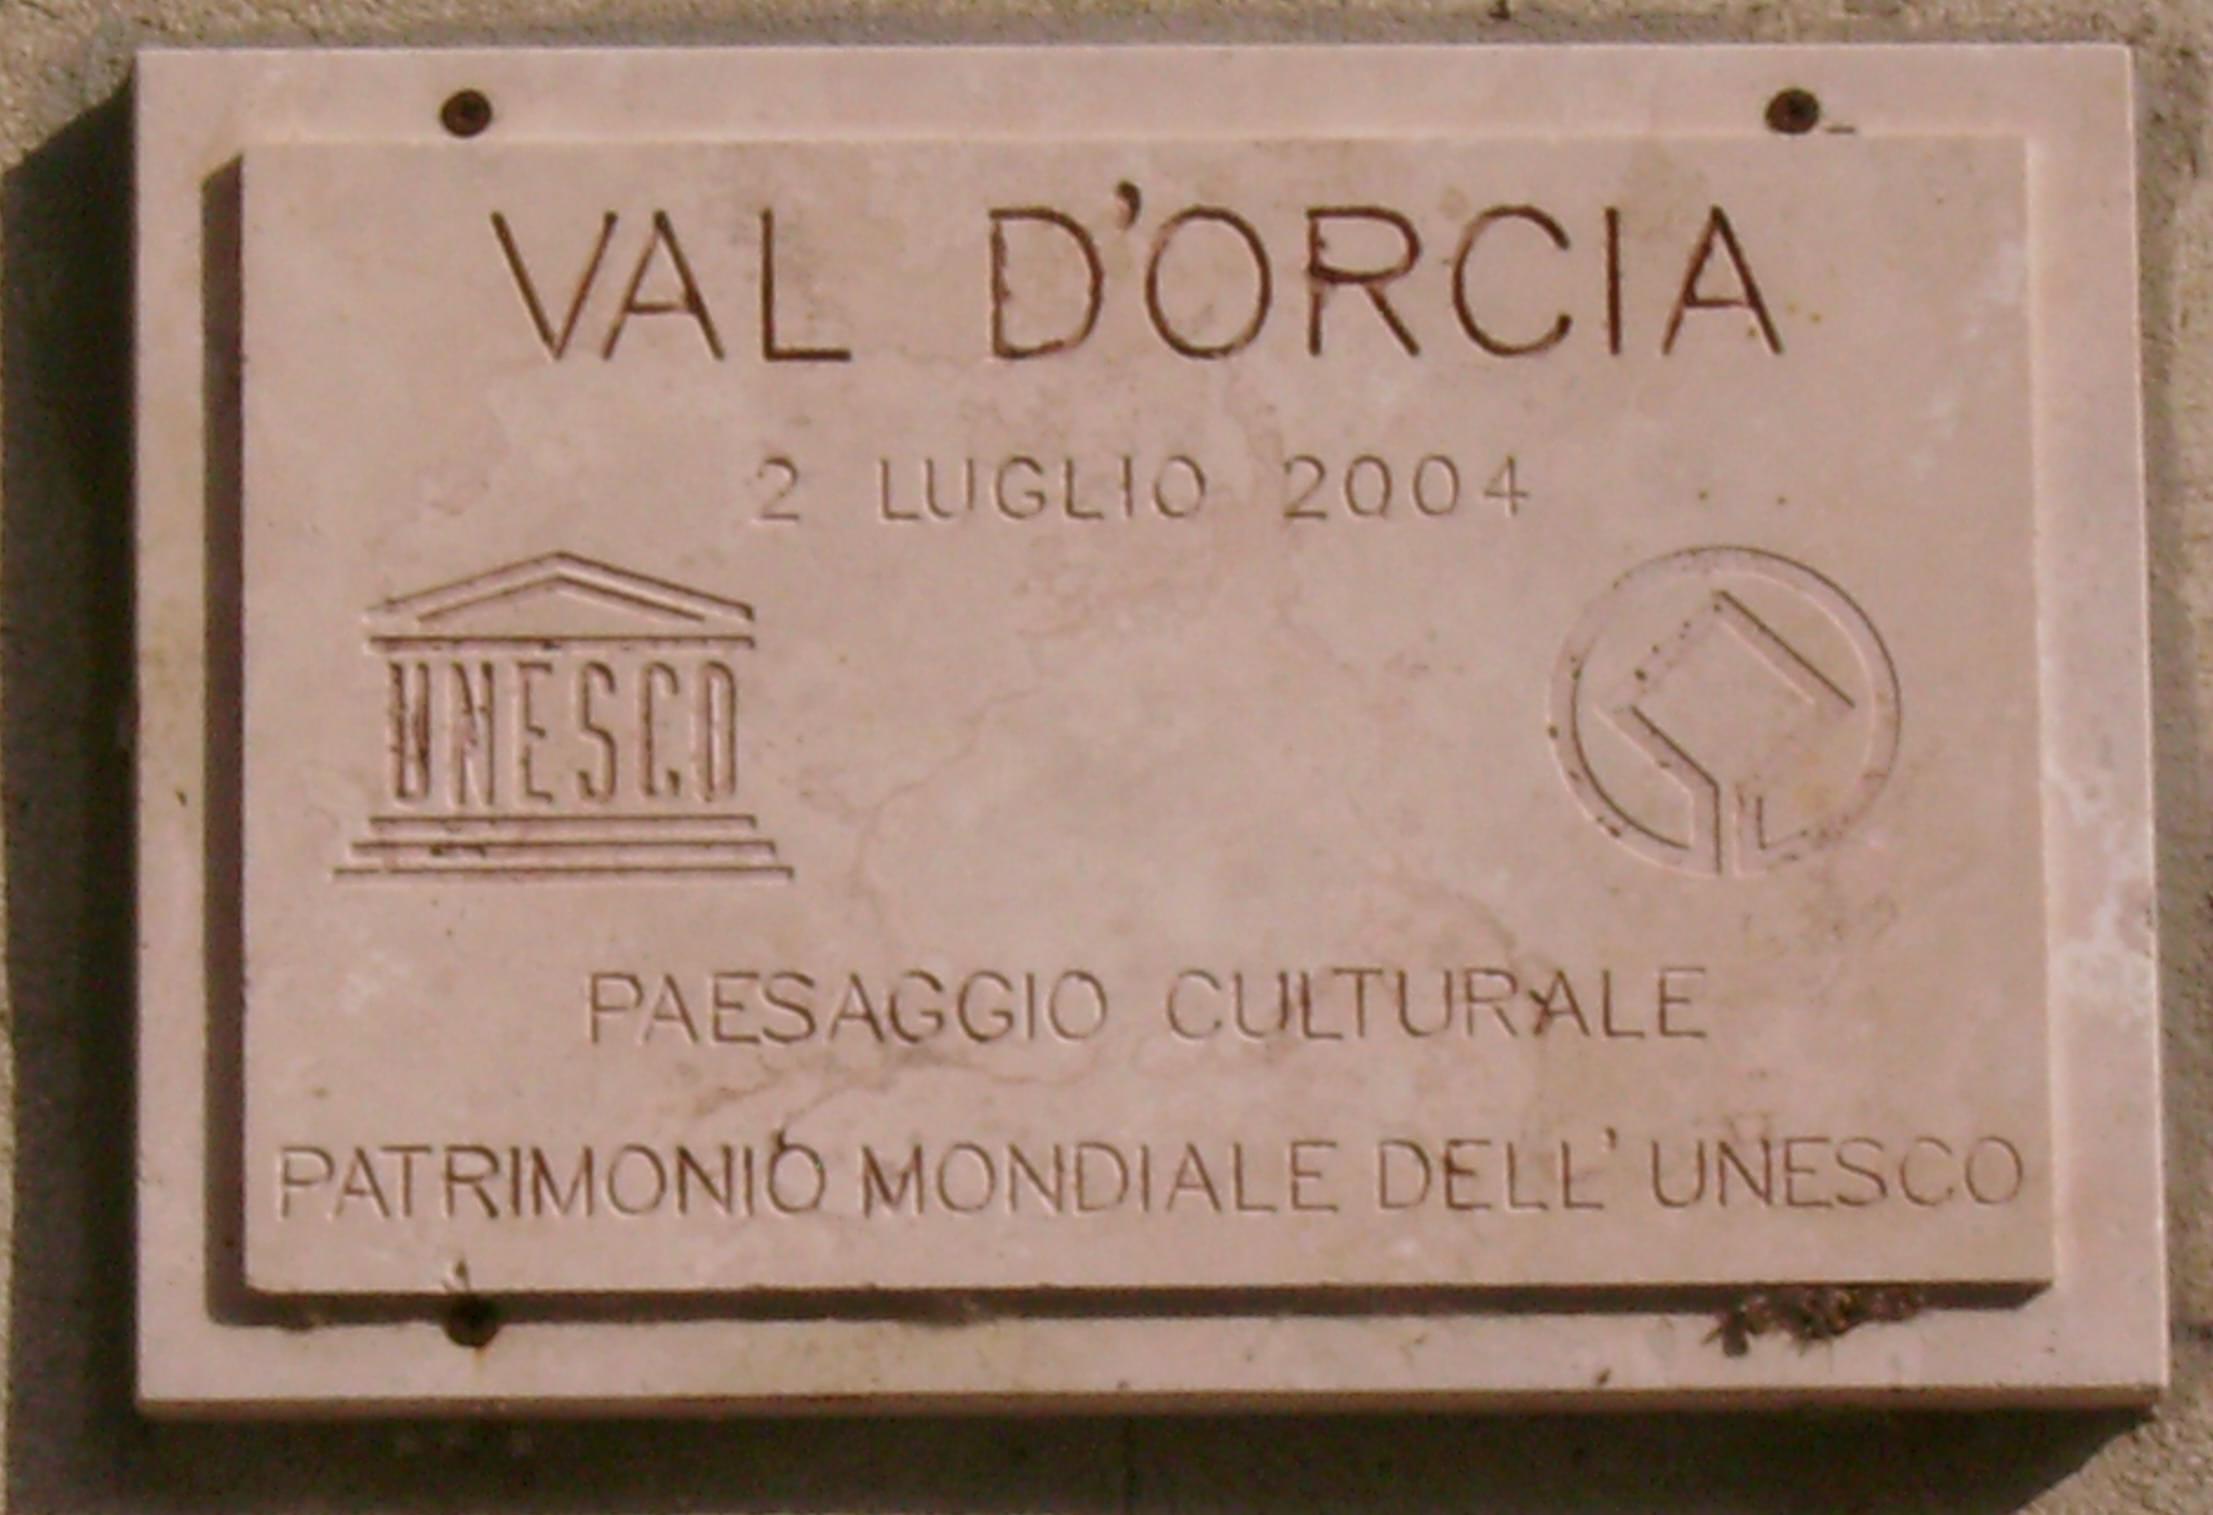 VAL D'ORCIA
2 LUGLIO 2004
UNESCO
PAESAGGIO CULTURALE
PATRIMONIO MONDIALE DELL' UNESCO